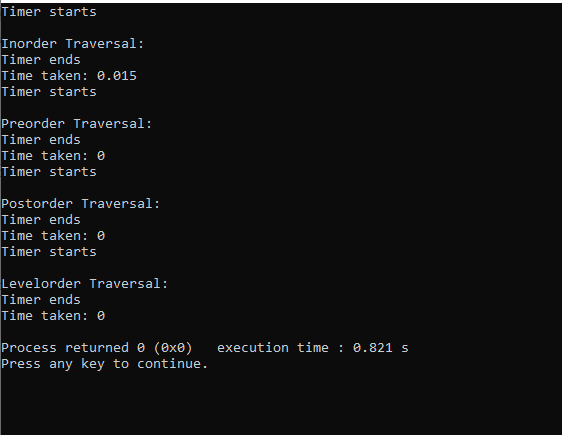 Timer starts
Inorder Traversal:
Timer ends
Time taken: 0.015
Timer starts
Preorder Traversal:
Timer ends
Time taken: 0
Timer starts
Postorder Traversal:
Timer ends
Time taken: 0
Timer starts
Levelorder Traversal:
Timer ends
Time taken: 0
Process returned 0 (0x0)   execution time : 0.821 s
Press any key to continue.